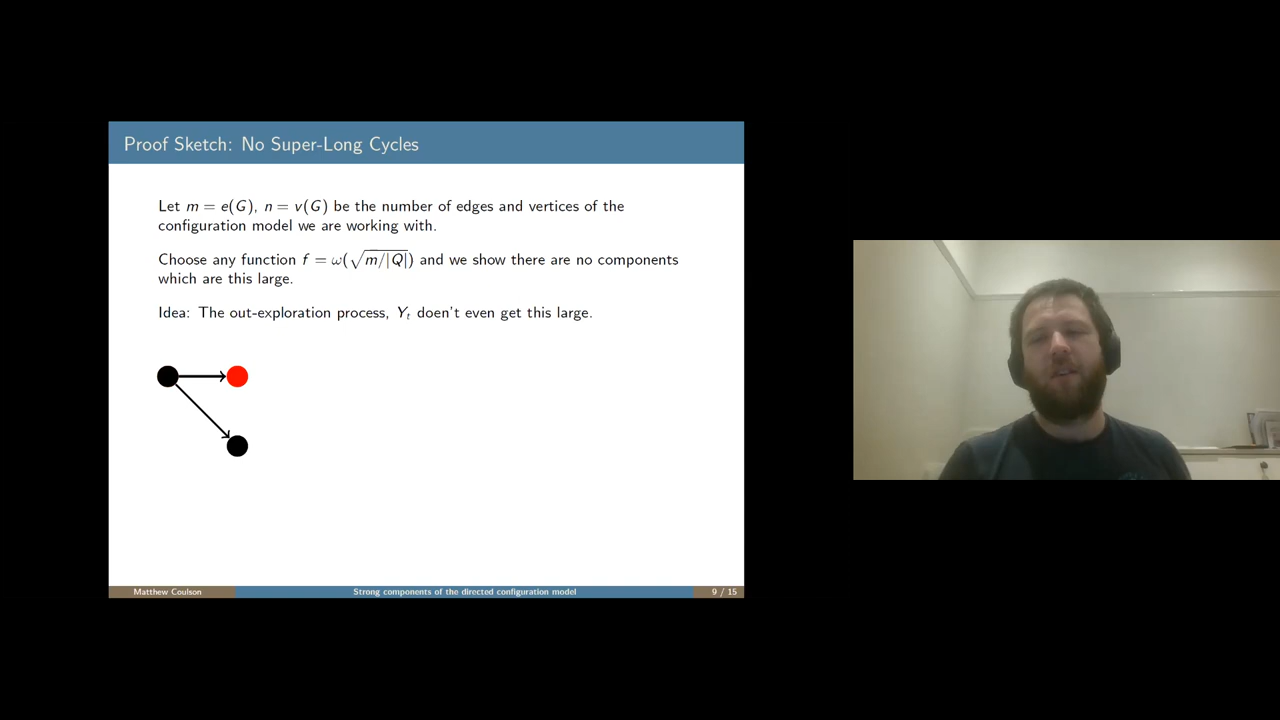 Proof Sketch: No Super-Long Cycles
Let m = e(G), n = v(G) be the number of edges and vertices of the
configuration model we are working with.
Choose any function f = ω(√m/|Q|) and we show there are no components
which are this large.
Idea: The out-exploration process, Yₜ doen't even get this large.
Matthew Coulson
Strong components of the directed configuration model
9 / 15